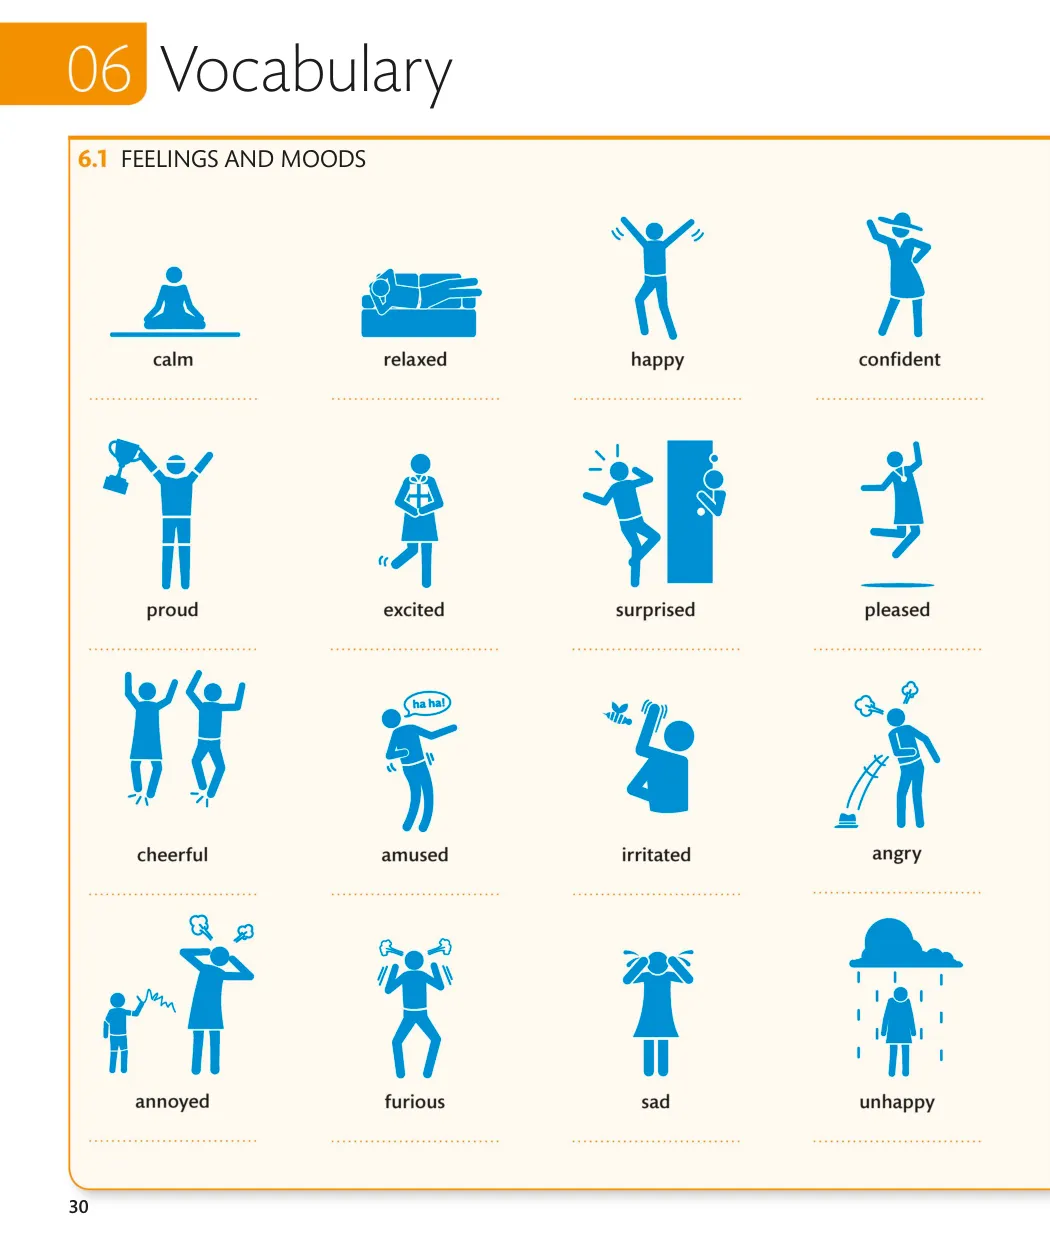 06 Vocabulary
6.1 FEELINGS AND MOODS
calm
relaxed
happy
confident
proud
excited
surprised
pleased
ha ha!
cheerful
amused
irritated
angry
annoyed
furious
sad
unhappy
30